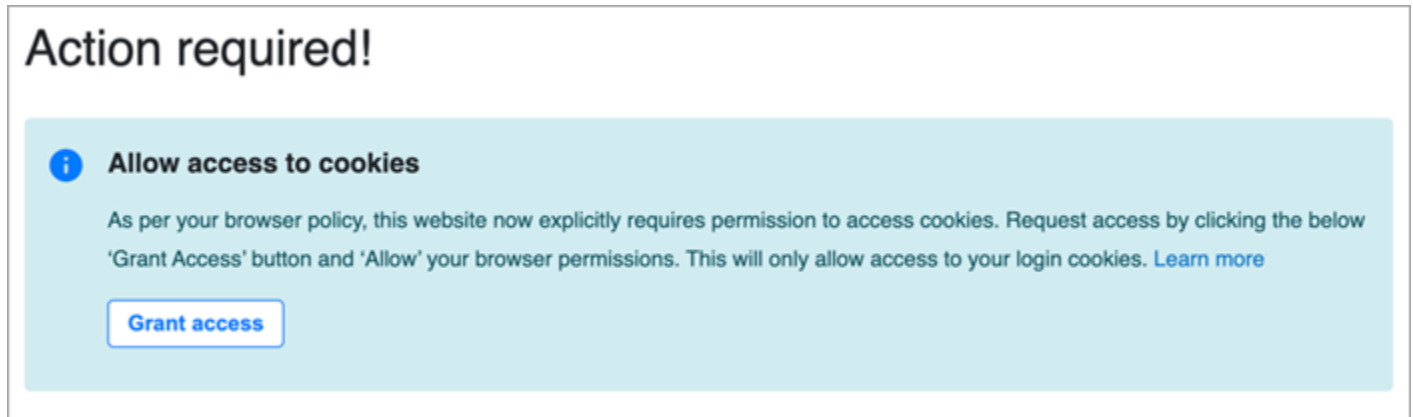 Action required!
Allow access to cookies
As per your browser policy, this website now explicitly requires permission to access cookies. Request access by clicking the below
‘Grant Access’ button and ‘Allow’ your browser permissions. This will only allow access to your login cookies. Learn more
Grant access